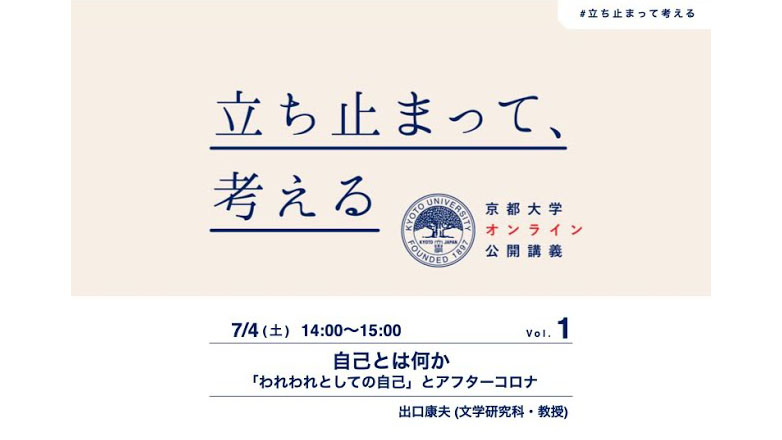 #立ち止まって考える
立ち止まって、
考える
KYOTO UNIVERSITY
KYOTO JAPAN
FOUNDED 1897
京都大学
オンライン
公開講義
7/4(土) 14:00〜15:00
Vol. 1
自己とは何か
「われわれとしての自己」とアフターコロナ
出口康夫 (文学研究科・教授)